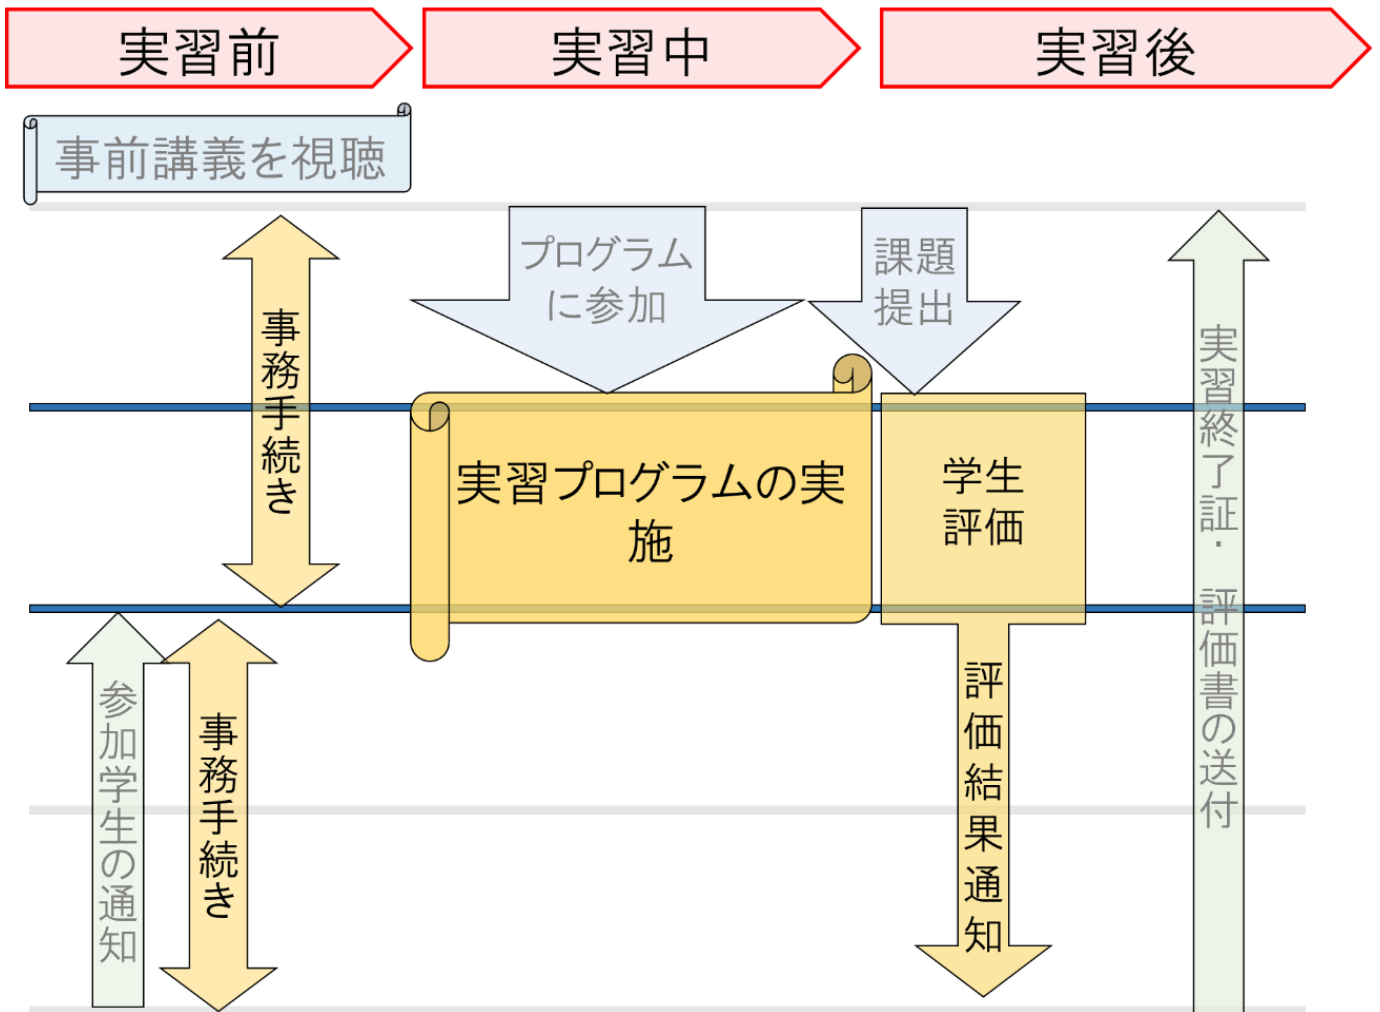 実習前
実習中
実習後
事前講義を視聴
プログラム
に参加
課題
提出
事務手続き
実習プログラムの実
施
学生
評価
実習終了証・ 評価書の送付
参加学生の通知
事務手続き
評価結果通知